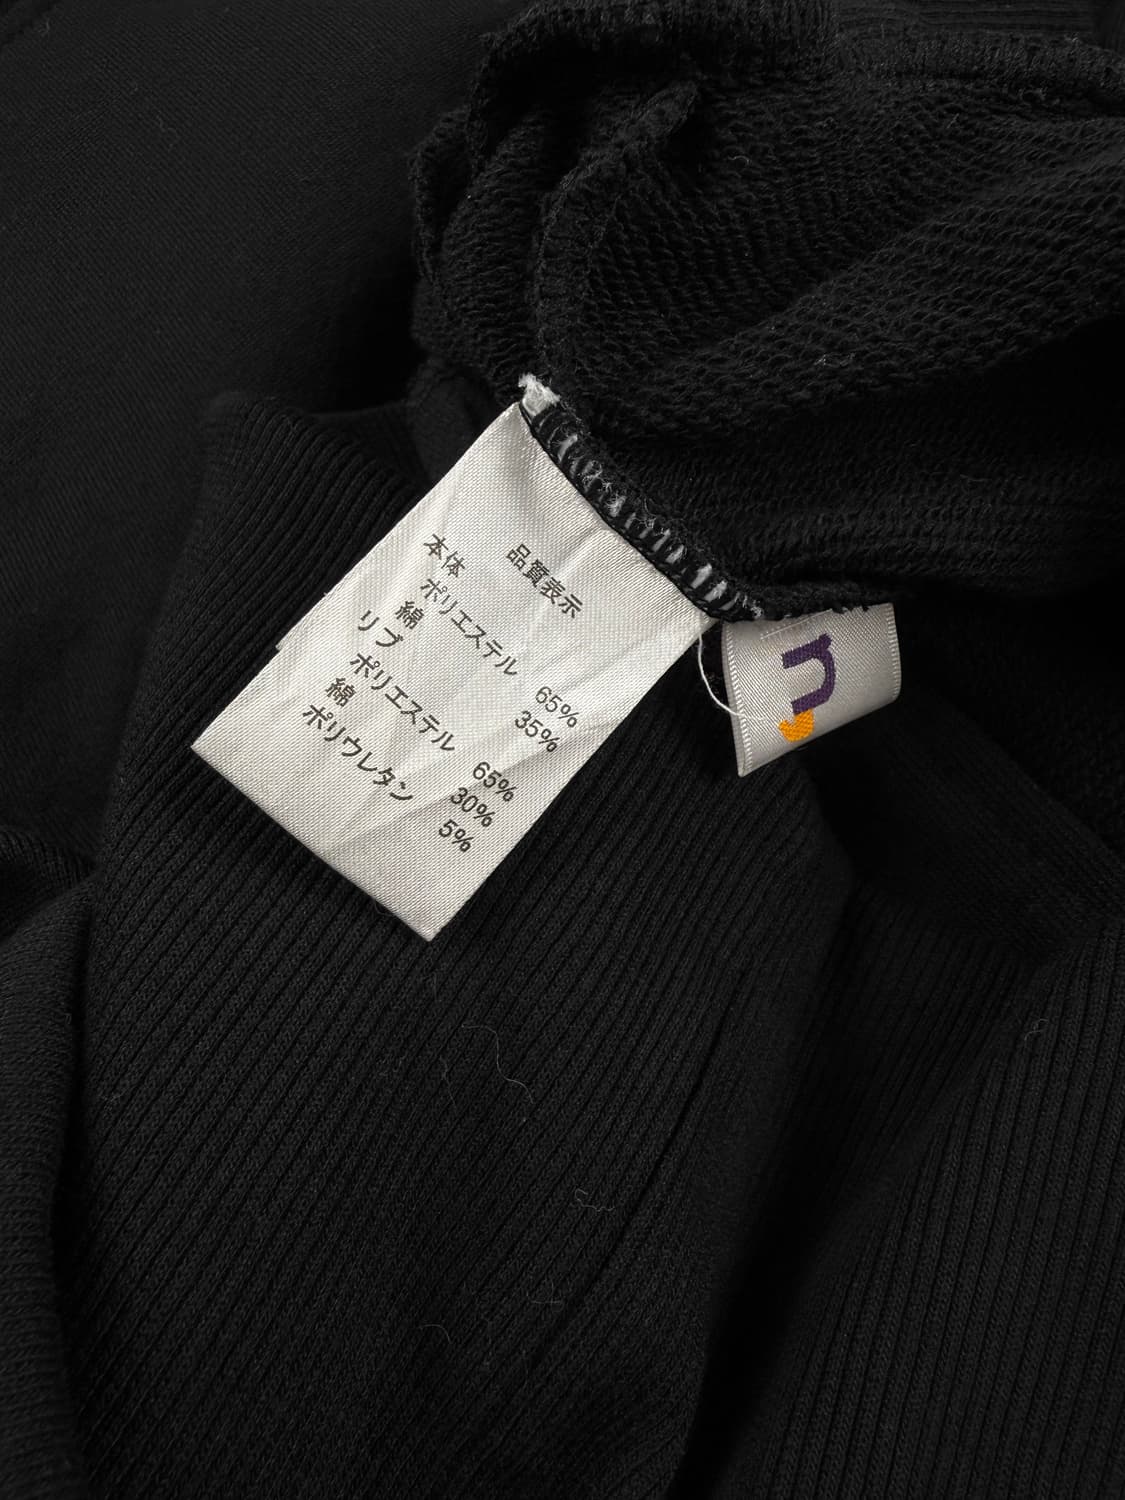 品質表示
本体
ポリエステル 65%
綿 35%
リブ
ポリエステル 65%
綿 30%
ポリウレタン 5%
n